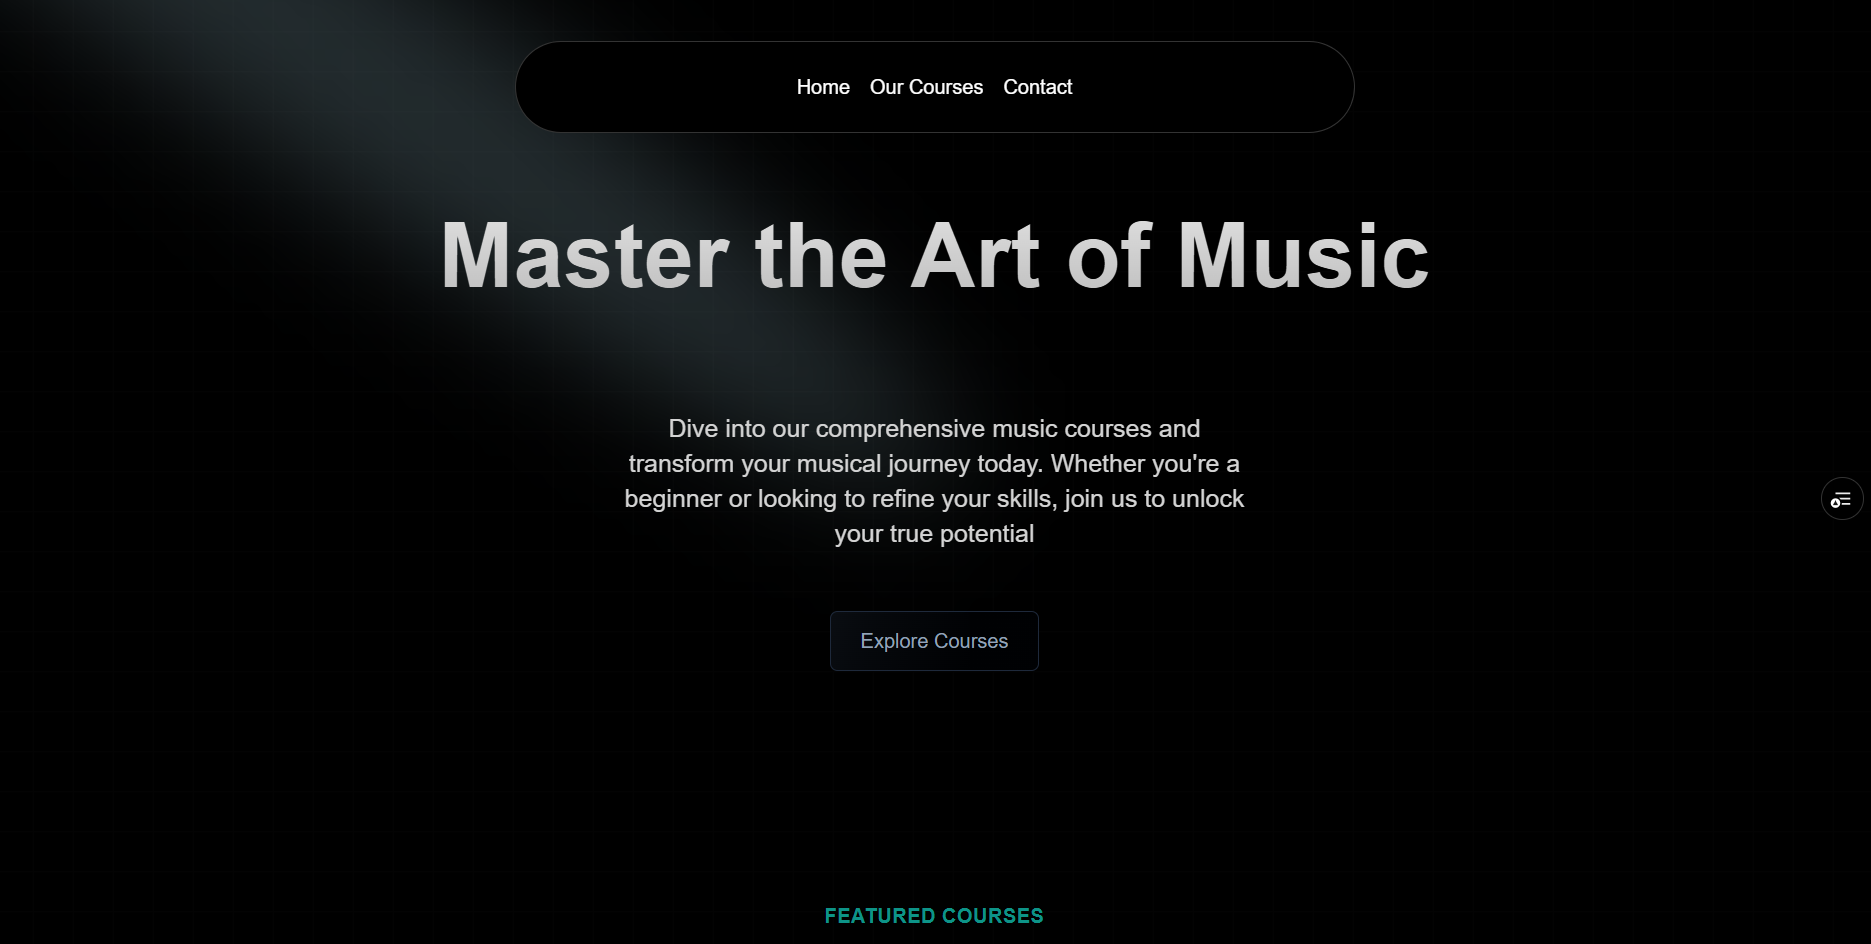 Home Our Courses Contact
Master the Art of Music
Dive into our comprehensive music courses and
transform your musical journey today. Whether you're a
beginner or looking to refine your skills, join us to unlock
your true potential
Explore Courses
FEATURED COURSES